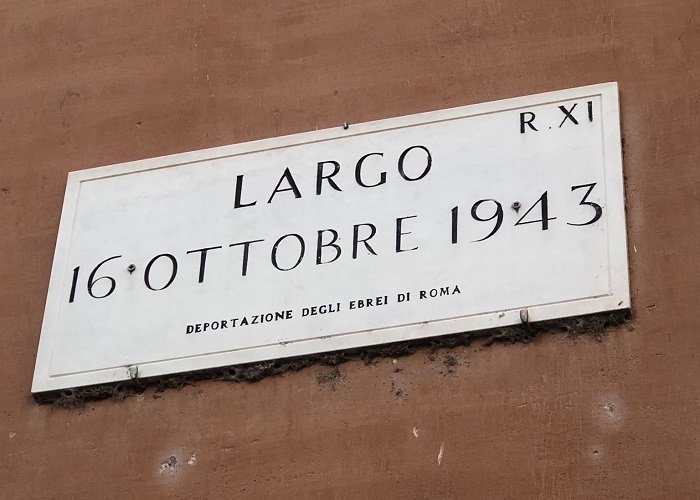 R. XI
LARGO
16 OTTOBRE 1943
DEPORTAZIONE DEGLI EBREI DI ROMA